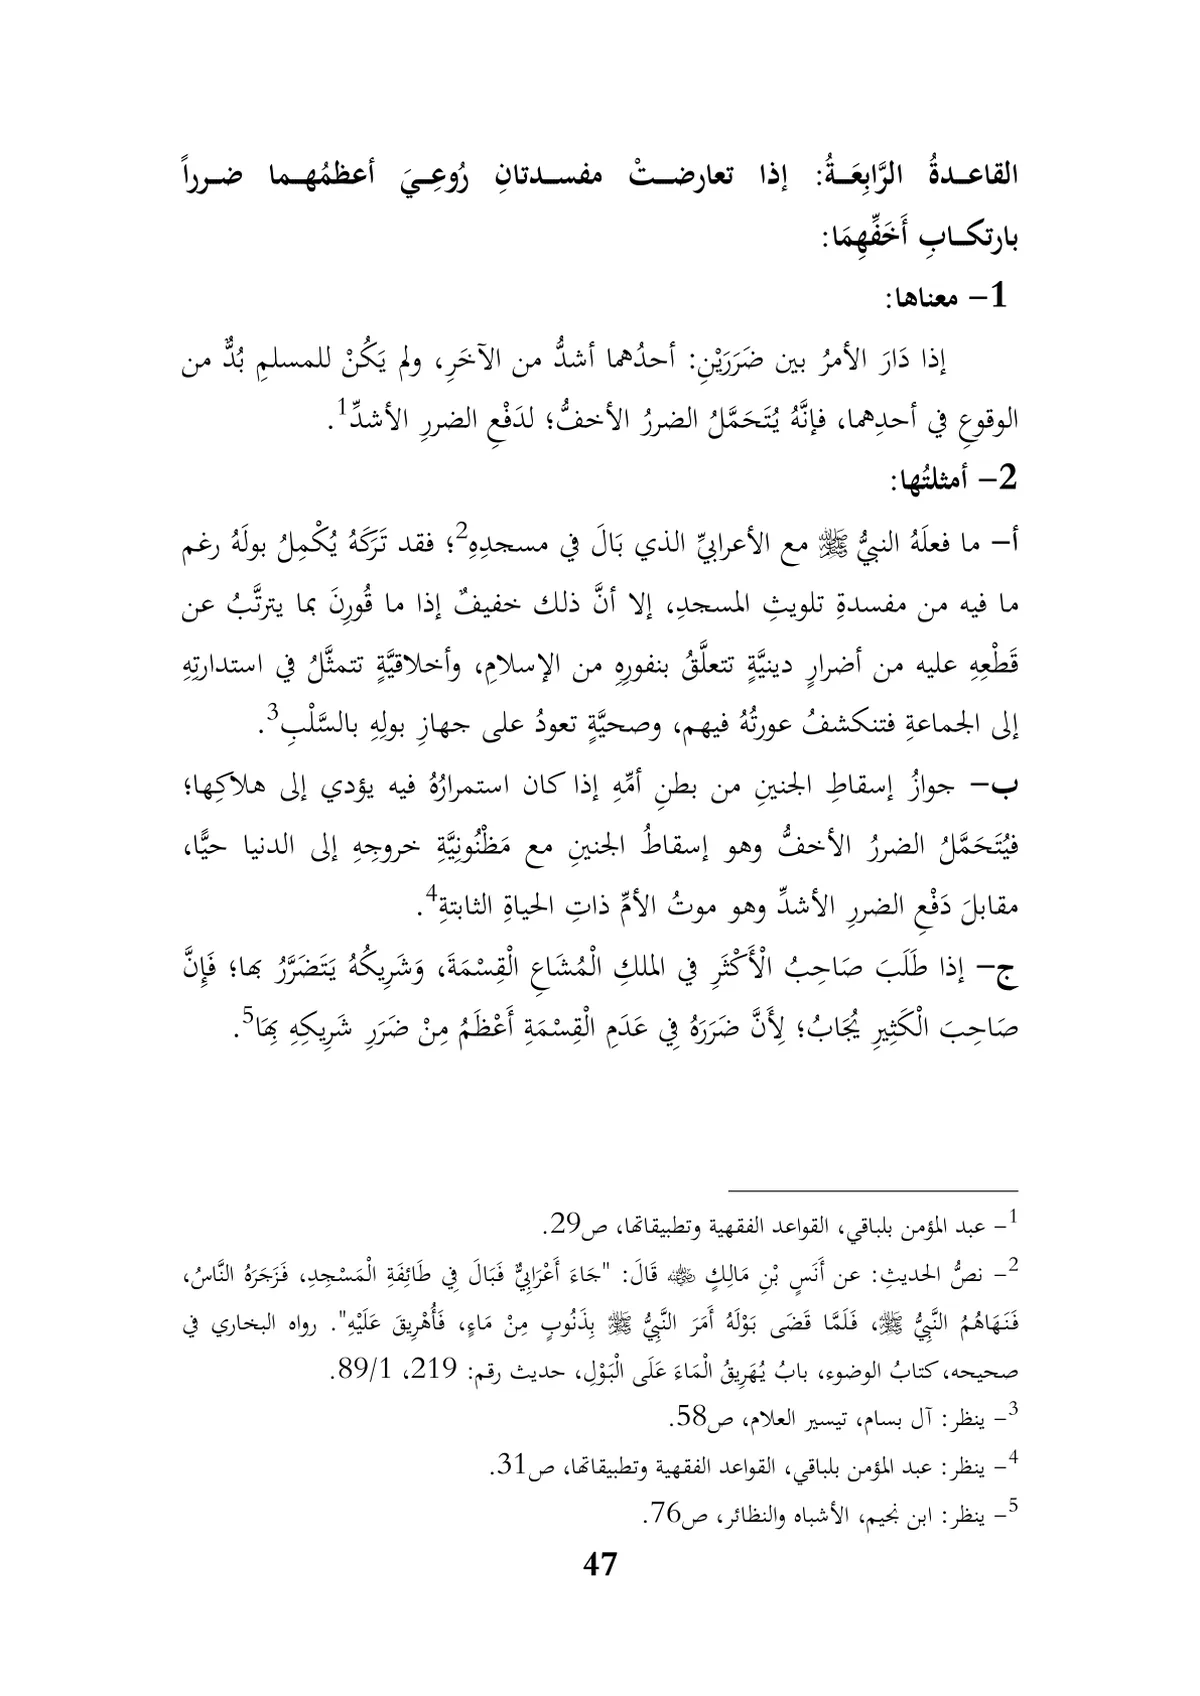 القاعـدةُ الرَّابِعَـةُ: إذا تعارضـتْ مفسـدتانِ رُوعِـيَ أعظمُهـما ضـرراً
بارتكـابِ أَخَفِّهِمَا:
1- معناها:
إذا دَارَ الأمرُ بين ضَرَرَيْنِ: أحدُهما أشدُّ من الآخَرِ، ولم يَكُنْ للمسلمِ بُدٌّ من
الوقوعِ في أحدِهما، فإنَّهُ يُتَحَمَّلُ الضررُ الأخفُّ؛ لدَفْعِ الضررِ الأشدِّ1.
2- أمثلتُها:
أ- ما فعلَهُ النبيُّ ﷺ مع الأعرابيِّ الذي بَالَ في مسجدِهِ2؛ فقد تَرَكَهُ يُكْمِلُ بولَهُ رغم
ما فيه من مفسدةِ تلويثِ المسجدِ، إلا أنَّ ذلك خفيفٌ إذا ما قُورِنَ بما يترتَّبُ عن
قَطْعِهِ عليه من أضرارٍ دينيَّةٍ تتعلَّقُ بنفورِهِ من الإسلامِ، وأخلاقيَّةٍ تتمثَّلُ في استدارتِهِ
إلى الجماعةِ فتنكشفُ عورتُهُ فيهم، وصحيَّةٍ تعودُ على جهازِ بولِهِ بالسَّلْبِ3.
ب- جوازُ إسقاطِ الجنينِ من بطنِ أمِّهِ إذا كان استمرارُهُ فيه يؤدي إلى هلاكِها؛
فيُتَحَمَّلُ الضررُ الأخفُّ وهو إسقاطُ الجنينِ مع مَظْنُونِيَّةِ خروجِهِ إلى الدنيا حيًّا،
مقابلَ دَفْعِ الضررِ الأشدِّ وهو موتُ الأمِّ ذاتِ الحياةِ الثابتةِ4.
ج- إذا طَلَبَ صَاحِبُ الْأَكْثَرِ في الملكِ الْمُشَاعِ الْقِسْمَةَ، وَشَرِيكُهُ يَتَضَرَّرُ بها؛ فَإِنَّ
صَاحِبَ الْكَثِيرِ يُجَابُ؛ لِأَنَّ ضَرَرَهُ فِي عَدَمِ الْقِسْمَةِ أَعْظَمُ مِنْ ضَرَرِ شَرِيكِهِ بِهَا5.
1- عبد المؤمن بلباقي، القواعد الفقهية وتطبيقاتها، ص29.
2- نصُّ الحديثِ: عن أَنَسٍ بْنِ مَالِكٍ ﷺ قَالَ: "جَاءَ أَعْرَابِيٌّ فَبَالَ فِي طَائِفَةِ الْمَسْجِدِ، فَزَجَرَهُ النَّاسُ،
فَنَهَاهُمُ النَّبِيُّ ﷺ، فَلَمَّا قَضَى بَوْلَهُ أَمَرَ النَّبِيُّ ﷺ بِذَنُوبٍ مِنْ مَاءٍ، فَأُهْرِيقَ عَلَيْهِ". رواه البخاري في
صحيحه، كتابُ الوضوء، بابُ يُهَرِيقُ الْمَاءَ عَلَى الْبَوْلِ، حديث رقم: 219، 89/1.
3- ينظر: آل بسام، تيسير العلام، ص58.
4- ينظر: عبد المؤمن بلباقي، القواعد الفقهية وتطبيقاتها، ص31.
5- ينظر: ابن نجيم، الأشباه والنظائر، ص76.
47